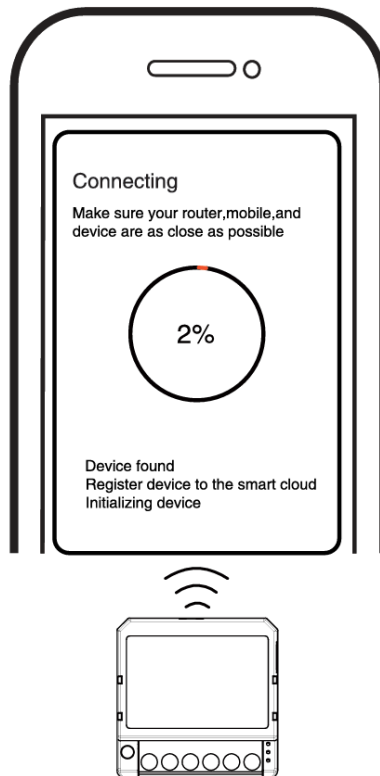 Connecting
Make sure your router,mobile,and
device are as close as possible
2%
Device found
Register device to the smart cloud
Initializing device